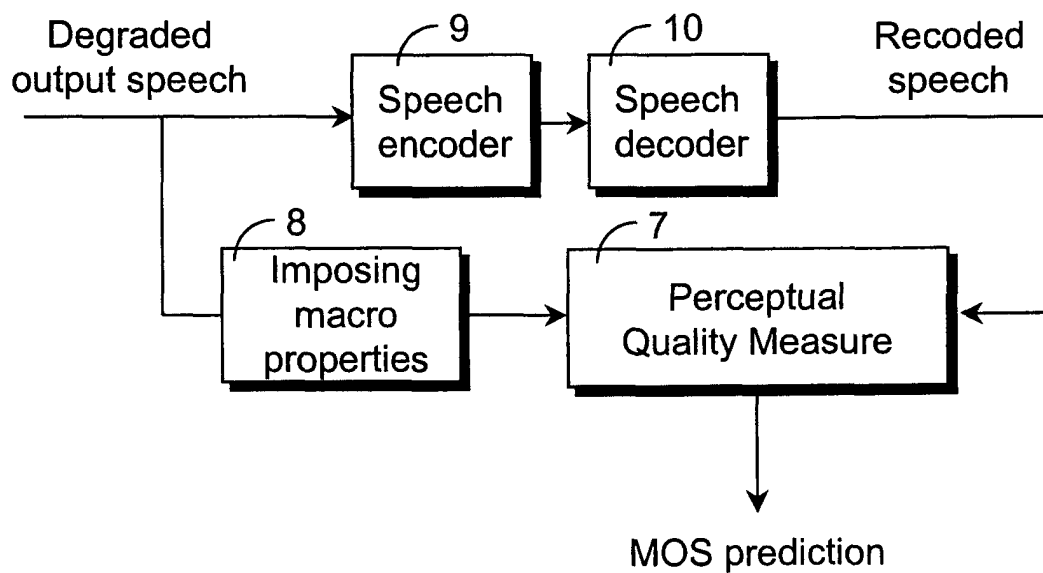 Degraded
output speech
9
Speech
encoder
10
Speech
decoder
Recoded
speech
8
Imposing
macro
properties
7
Perceptual
Quality Measure
MOS prediction